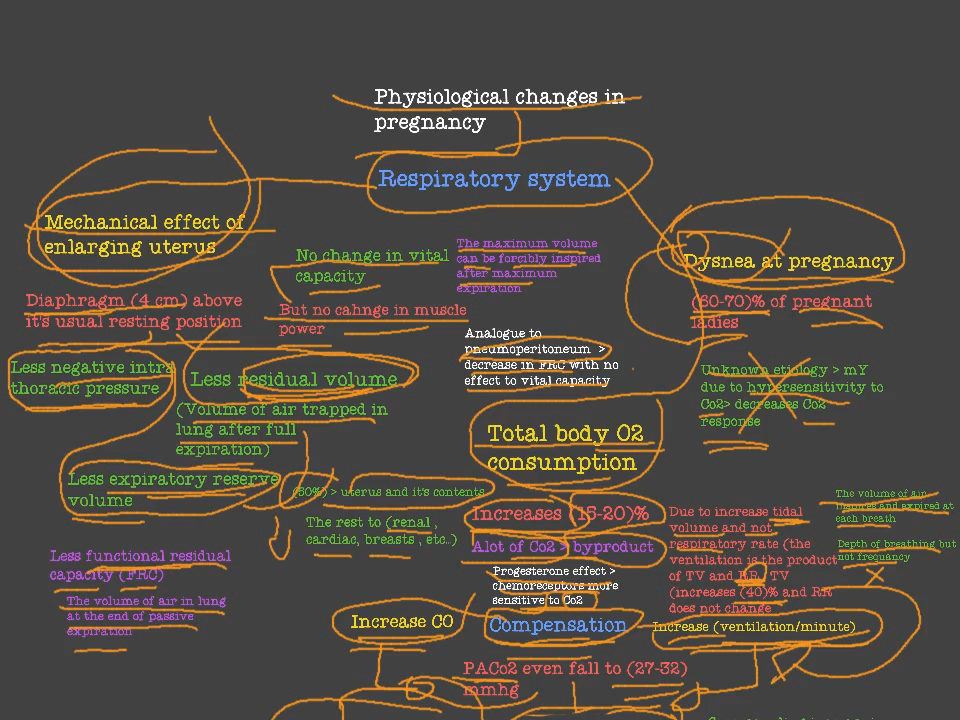 Physiological changes in
pregnancy
Respiratory system
Mechanical effect of
enlarging uterus
Diaphragm (4 cm) above
it's usual resting position
Less negative intra
thoracic pressure
Less residual volume
(Volume of air trapped in
lung after full
expiration)
Less expiratory reserve
volume
Less functional residual
capacity (FRC)
The volume of air in lung
at the end of passive
expiration
No change in vital
capacity
The maximum volume
can be forcibly inspired
after maximum
expiration
But no cahnge in muscle
power
Analogue to
pneumoperitoneum >
decrease in FRC with no
effect to vital capacity
Total body O2
consumption
> uterus and it's contents
The rest to (renal ,
cardiac, breasts , etc..)
Increases (15-20)%
Alot of Co2 > byproduct
Progesterone effect >
chemoreceptors more
sensitive to Co2
Increase CO
Compensation
PACo2 even fall to (27-32)
mmhg
Dysnea at pregnancy
(60-70)% of pregnant
ladies
Unknown etiology > mY
due to hypersensitivity to
Co2> decreases Co2
response
Due to increase tidal
volume and not
respiratory rate (the
ventilation is the product
of TV and RR, TV
(increases (40)% and RR
does not change
Increase (ventilation/minute)
The volume of air
and expired at
each breath
Depth of breathing but
not frequancy